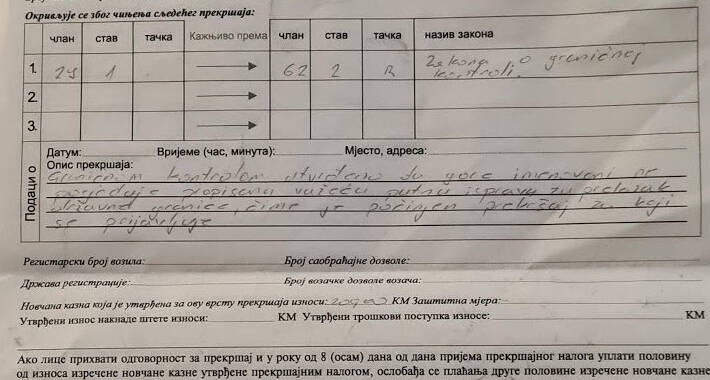 Окривљује се због чињења сљедећег прекршаја:
члан став тачка Кажњиво према члан став тачка назив закона
1. 29 1 62 2 Zakona o graničnoj
kontroli.
2.
3.
Подаци о
Датум: Вријеме (час, минута): Мјесто, адреса:
Опис прекршаја:
Graničnom kontrolom utvrđeno da gore imenovani ne
posjeduje propisanu važeću putnu ispravu za prelazak
državne granice, čime je počinjen prekršaj za koji
se prijavljuje
Регистарски број возила: Број саобраћајне дозволе:
Држава регистрације: Број возачке дозволе возача:
Новчана казна која је утврђена за ову врсту прекршаја износи: КМ Заштитна мјера:
Утврђени износ накнаде штете износи: КМ Утврђени трошкови поступка износе: КМ
Ако лице прихвати одговорност за прекршај и у року од 8 (осам) дана од дана пријема прекршајног налога уплати половину
од износа изречене новчане казне утврђене прекршајним налогом, ослобађа се плаћања друге половине изречене новчане казне